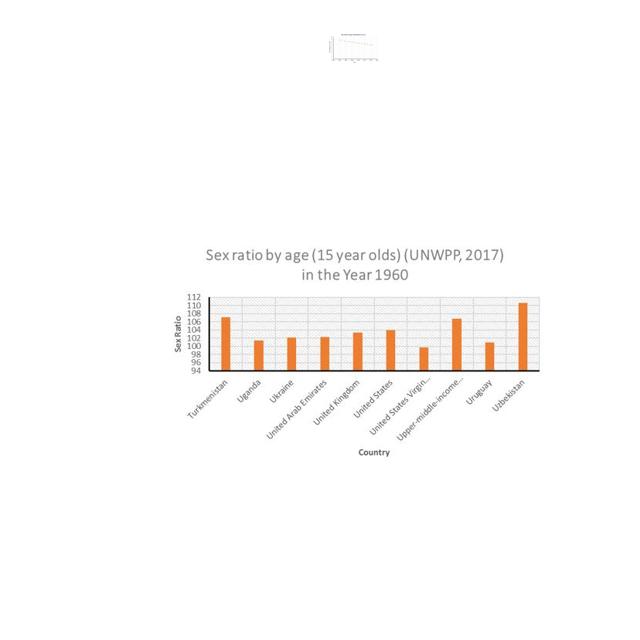 Sex ratio by age (15 year olds) (UNWPP, 2017)
in the Year 1960
112
110
108
106
104
102
100
98
96
94
Sex Ratio
Turkmenistan
Uganda
Ukraine
United Arab Emirates
United Kingdom
United States
United States Virgin...
Upper-middle-income...
Uruguay
Uzbekistan
Country